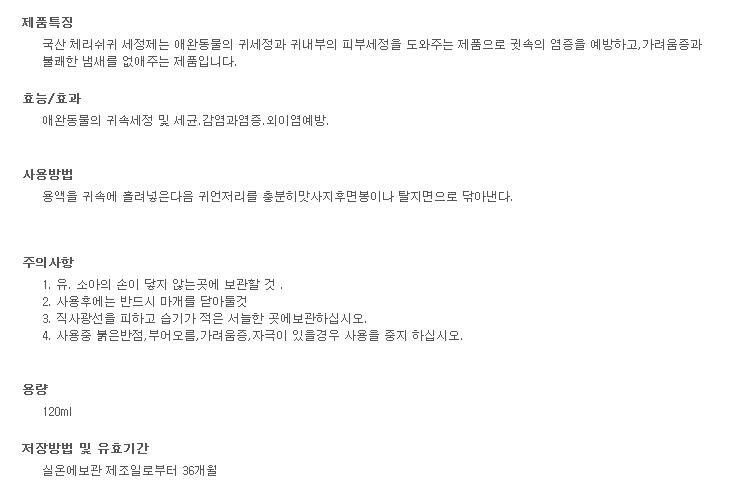 제품특징
국산 체리쉬귀 세정제는 애완동물의 귀세정과 귀내부의 피부세정을 도와주는 제품으로 귓속의 염증을 예방하고,가려움증과
불쾌한 냄새를 없애주는 제품입니다.
효능/효과
애완동물의 귀속세정 및 세균.감염과염증.외이염예방.
사용방법
용액을 귀속에 흘려넣은다음 귀언저리를 충분히맛사지후면봉이나 탈지면으로 닦아낸다.
주의사항
1. 유. 소아의 손이 닿지 않는곳에 보관할 것 .
2. 사용후에는 반드시 마개를 닫아둘것
3. 직사광선을 피하고 습기가 적은 서늘한 곳에보관하십시오.
4. 사용중 붉은반점,부어오름,가려움증,자극이 있을경우 사용을 중지 하십시오.
용량
120ml
저장방법 및 유효기간
실온에보관 제조일로부터 36개월